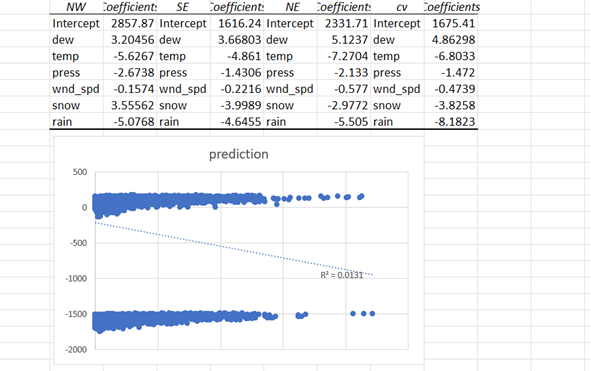 NW Coefficients SE Coefficients NE Coefficients cv Coefficients
Intercept 2857.87 Intercept 1616.24 Intercept 2331.71 Intercept 1675.41
dew 3.20456 dew 3.66803 dew 5.1237 dew 4.86298
temp -5.6267 temp -4.861 temp -7.2704 temp -6.8033
press -2.6738 press -1.4306 press -2.133 press -1.472
wnd_spd -0.1574 wnd_spd -0.2216 wnd_spd -0.577 wnd_spd -0.4739
snow 3.55562 snow -3.9989 snow -2.9772 snow -3.8258
rain -5.0768 rain -4.6455 rain -5.505 rain -8.1823
prediction
500
0
-500
-1000
R² = 0.0131
-1500
-2000